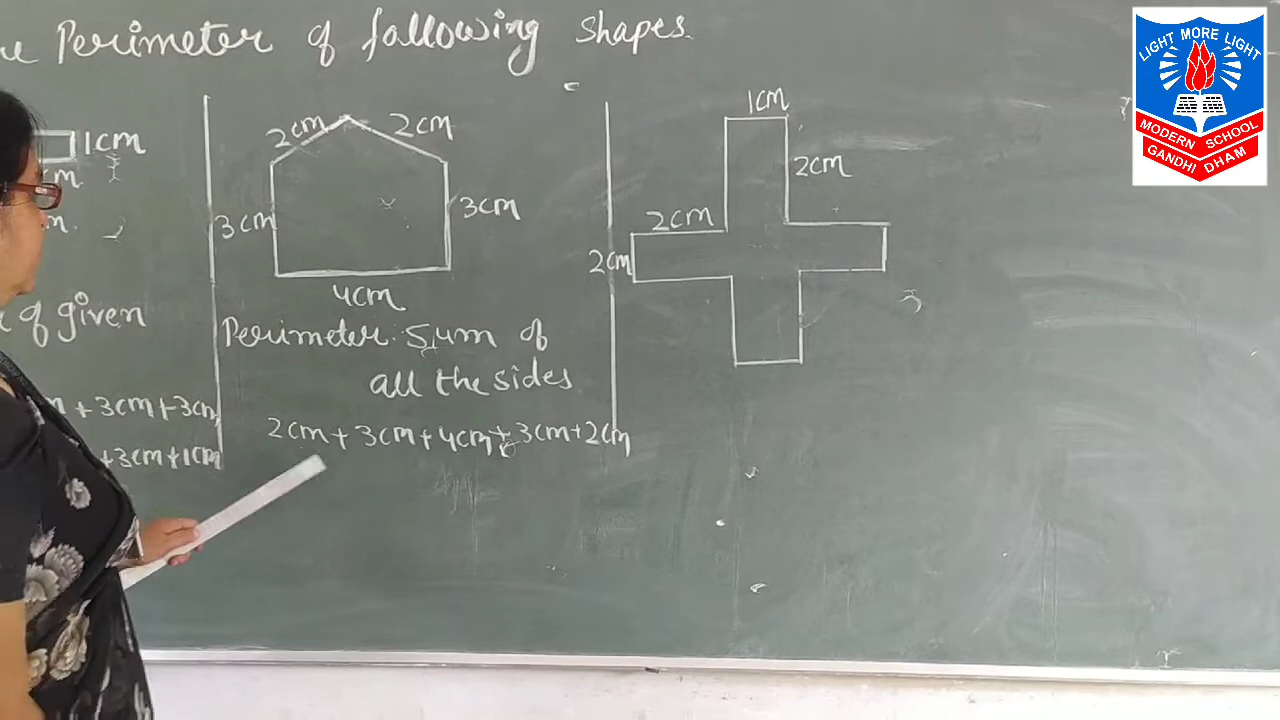 Perimeter of following shapes.
1cm
2cm
2cm
3cm
3cm
4cm
1cm
2cm
2cm
2cm
of given
Perimeter: Sum of
all the sides
+ 3cm + 3cm
+ 3cm + 1cm
2cm + 3cm + 4cm + 3cm + 2cm
LIGHT MORE LIGHT
MODERN SCHOOL
GANDHI DHAM